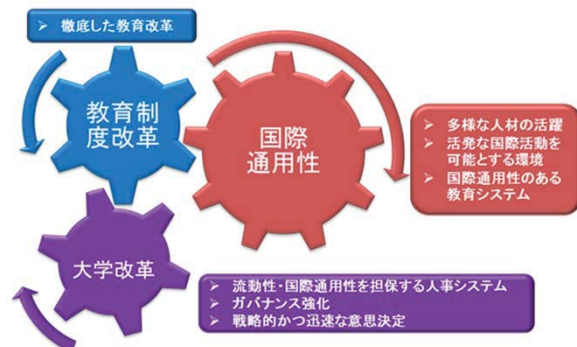 ➢ 徹底した教育改革
教育制
度改革
国際
通用性
➢ 多様な人材の活躍
➢ 活発な国際活動を
可能とする環境
➢ 国際通用性のある
教育システム
大学改革
➢ 流動性・国際通用性を担保する人事システム
➢ ガバナンス強化
➢ 戦略的かつ迅速な意思決定